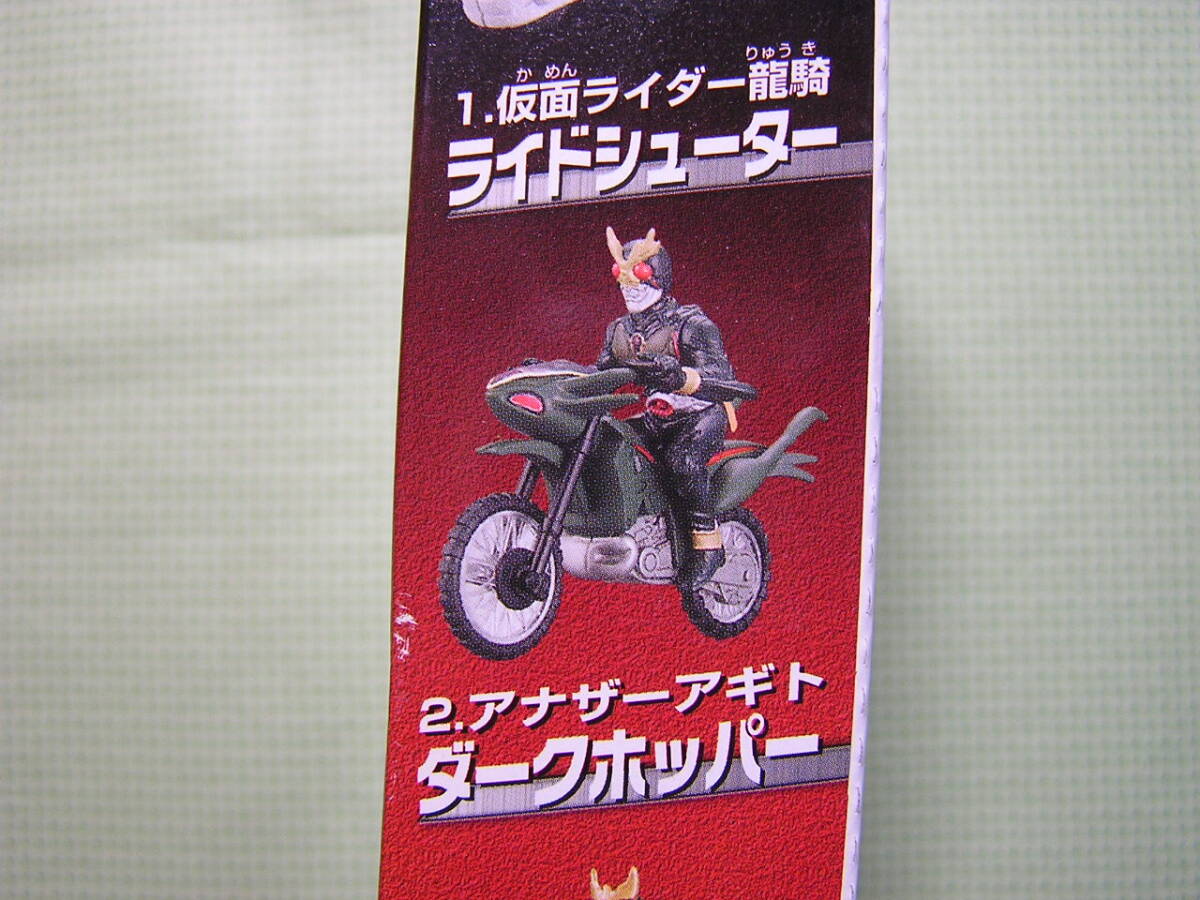 かめん りゅうき
1.仮面ライダー龍騎
ライドシューター
2.アナザーアギト
ダークホッパー